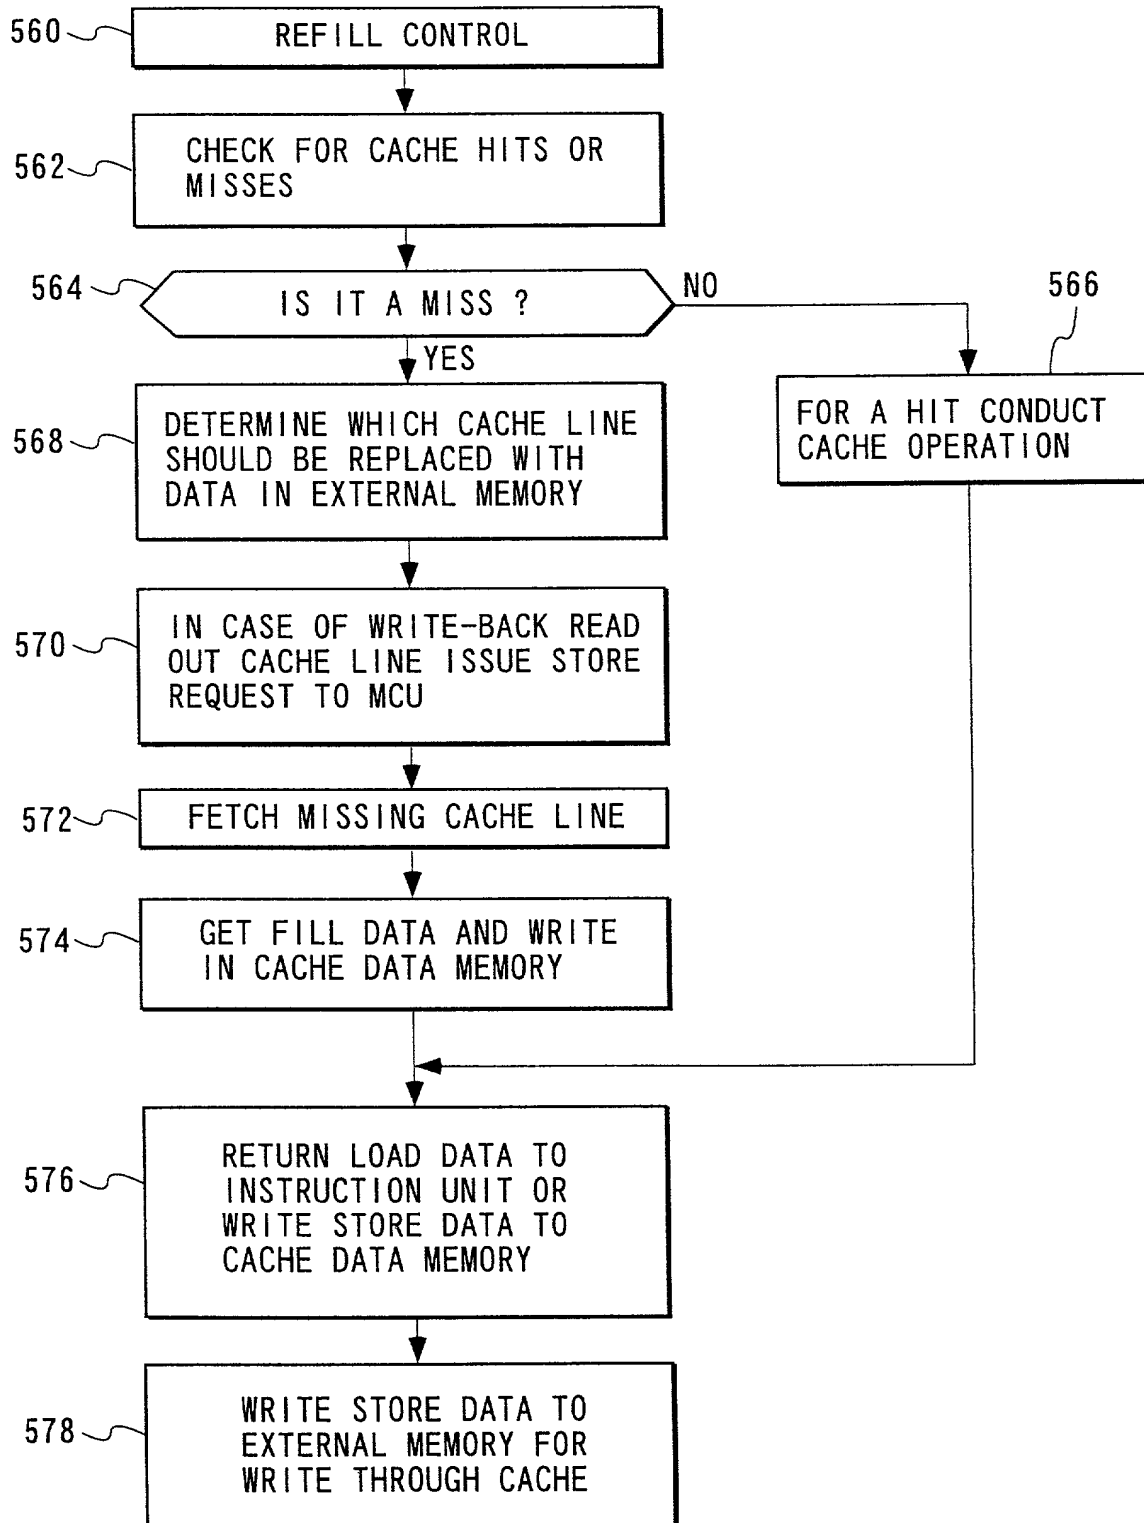 560
REFILL CONTROL
562
CHECK FOR CACHE HITS OR
MISSES
564
IS IT A MISS ?
NO
566
YES
FOR A HIT CONDUCT
CACHE OPERATION
568
DETERMINE WHICH CACHE LINE
SHOULD BE REPLACED WITH
DATA IN EXTERNAL MEMORY
570
IN CASE OF WRITE-BACK READ
OUT CACHE LINE ISSUE STORE
REQUEST TO MCU
572
FETCH MISSING CACHE LINE
574
GET FILL DATA AND WRITE
IN CACHE DATA MEMORY
576
RETURN LOAD DATA TO
INSTRUCTION UNIT OR
WRITE STORE DATA TO
CACHE DATA MEMORY
578
WRITE STORE DATA TO
EXTERNAL MEMORY FOR
WRITE THROUGH CACHE